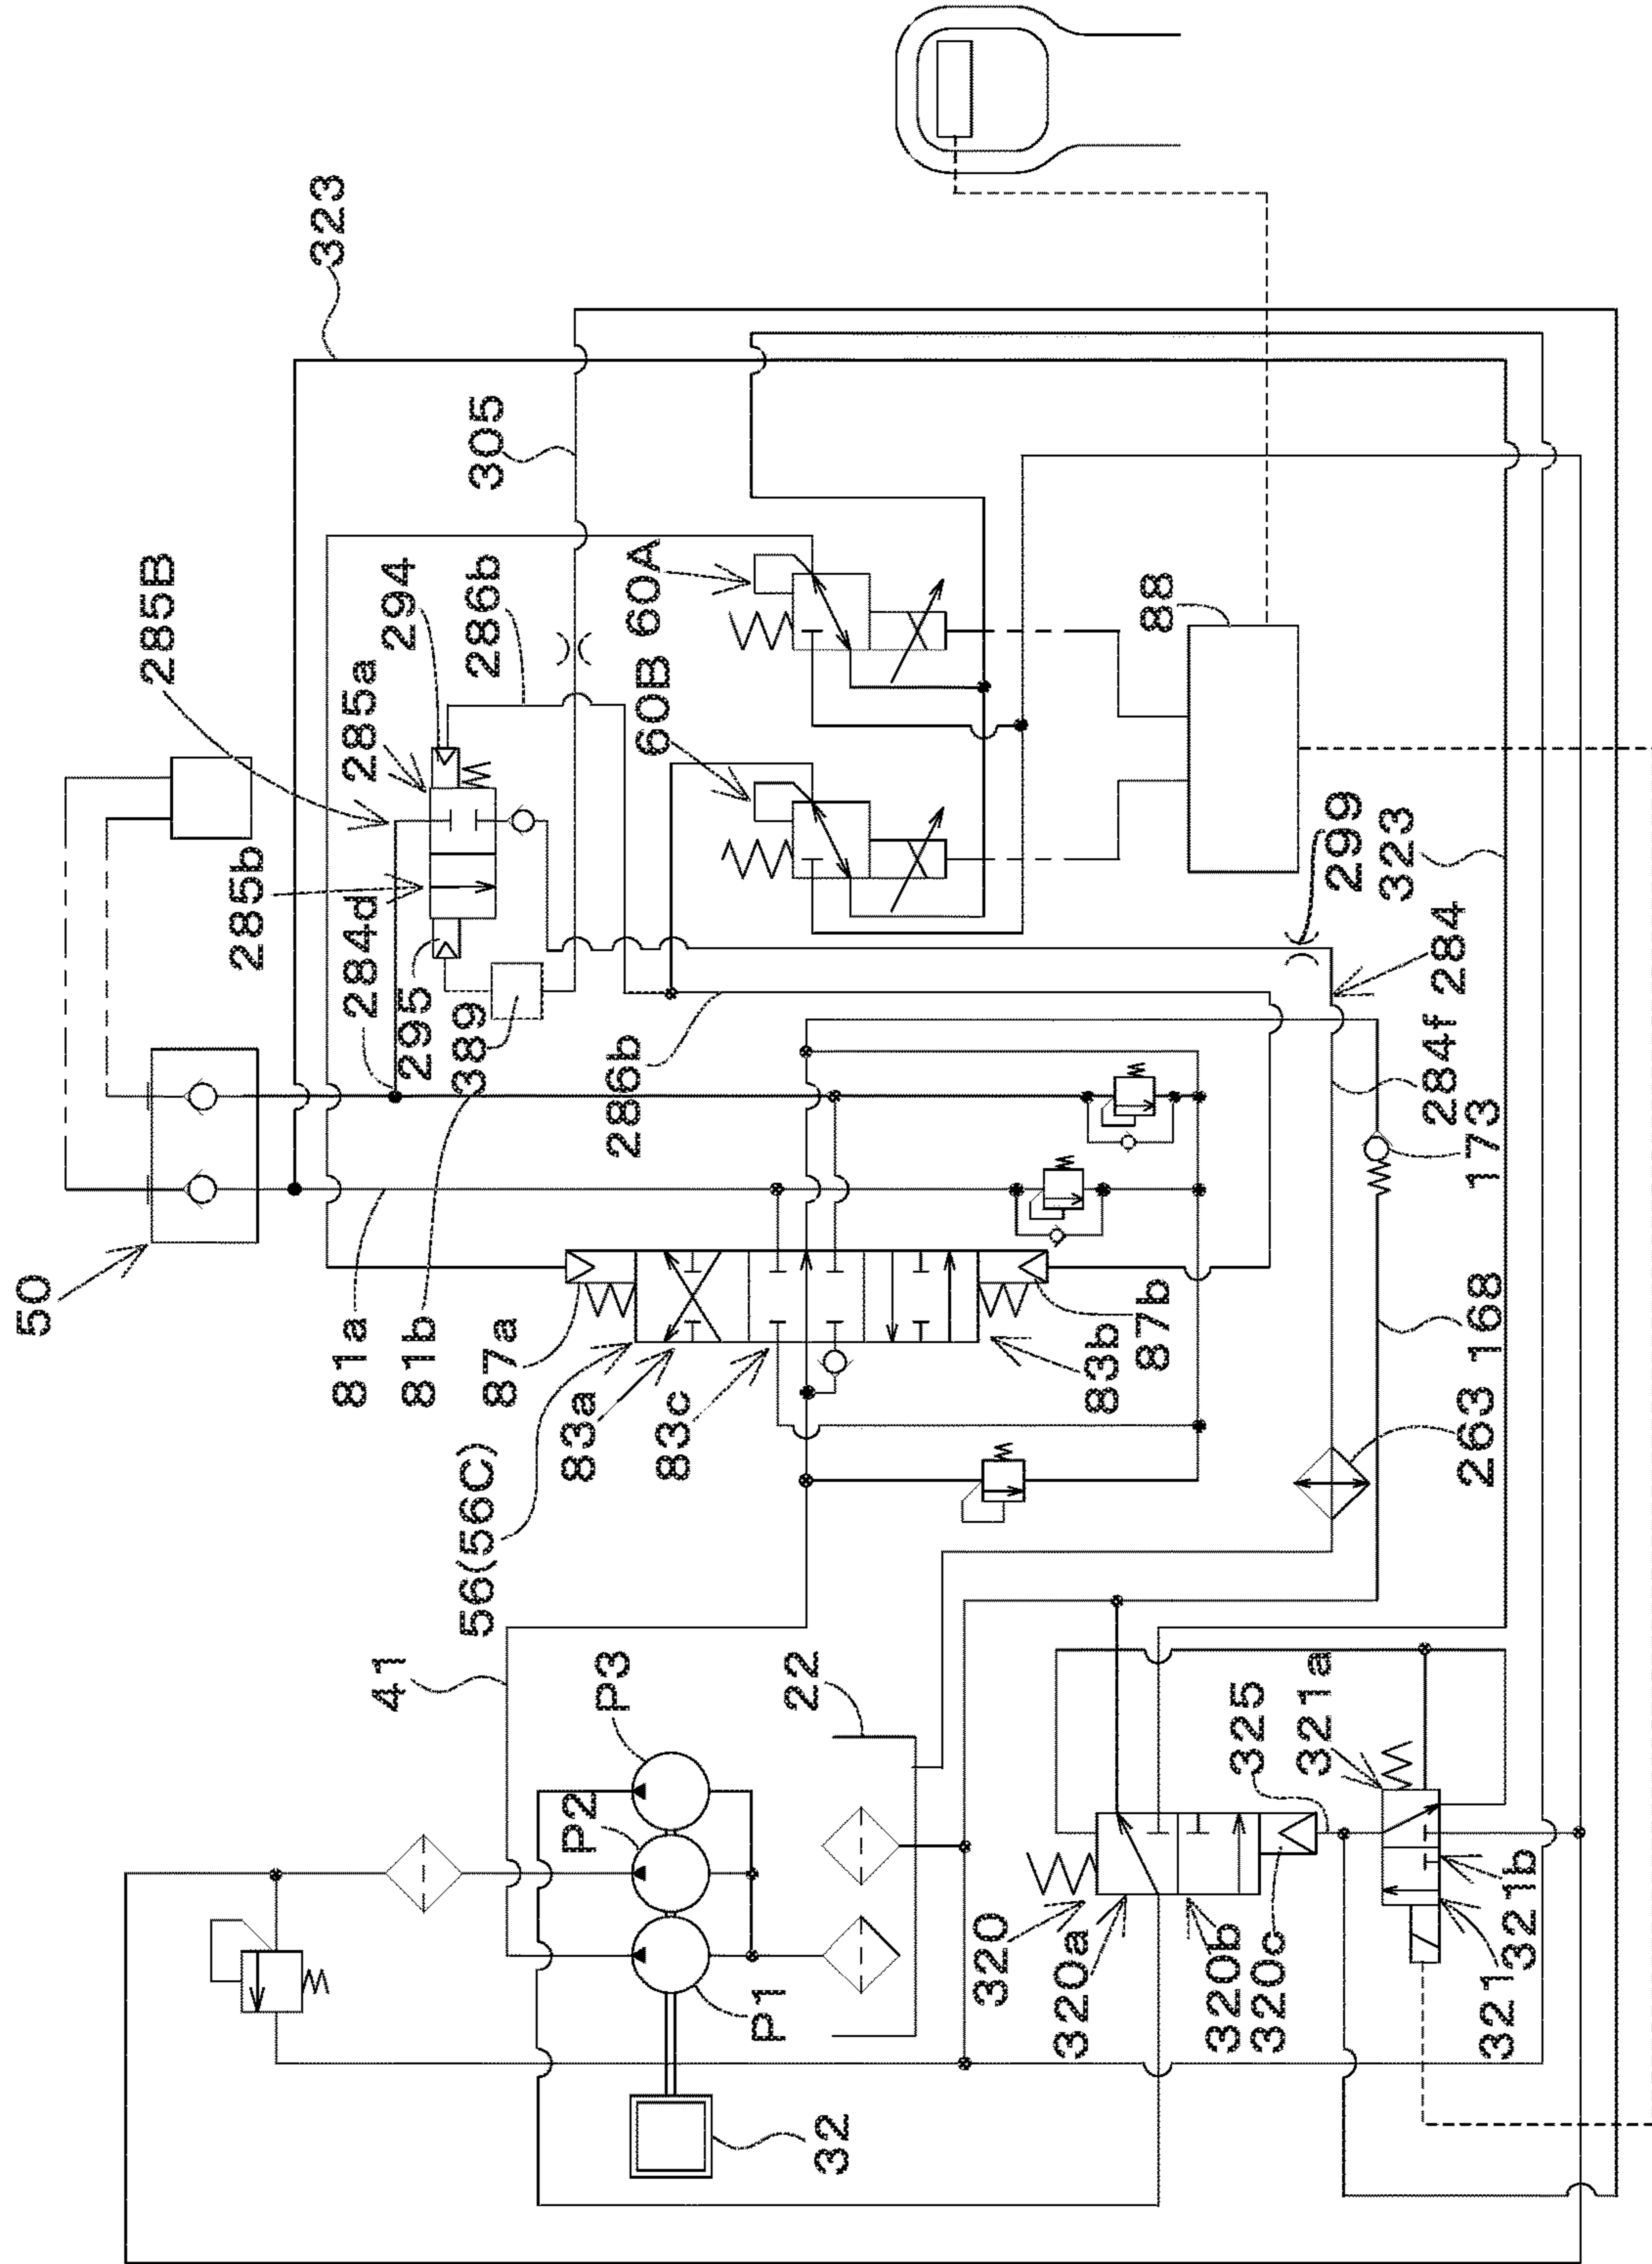 50
285B
285b
323
81a
284d
285a
41
81b
295
294
389
56(56C)
286b
305
87a
83a
P2
P3
286b
60B
60A
83c
P1
22
32
320
320a
83b
87b
88
320b
325
320c
321a
299
323
284f
284
263
168
173
321
321b